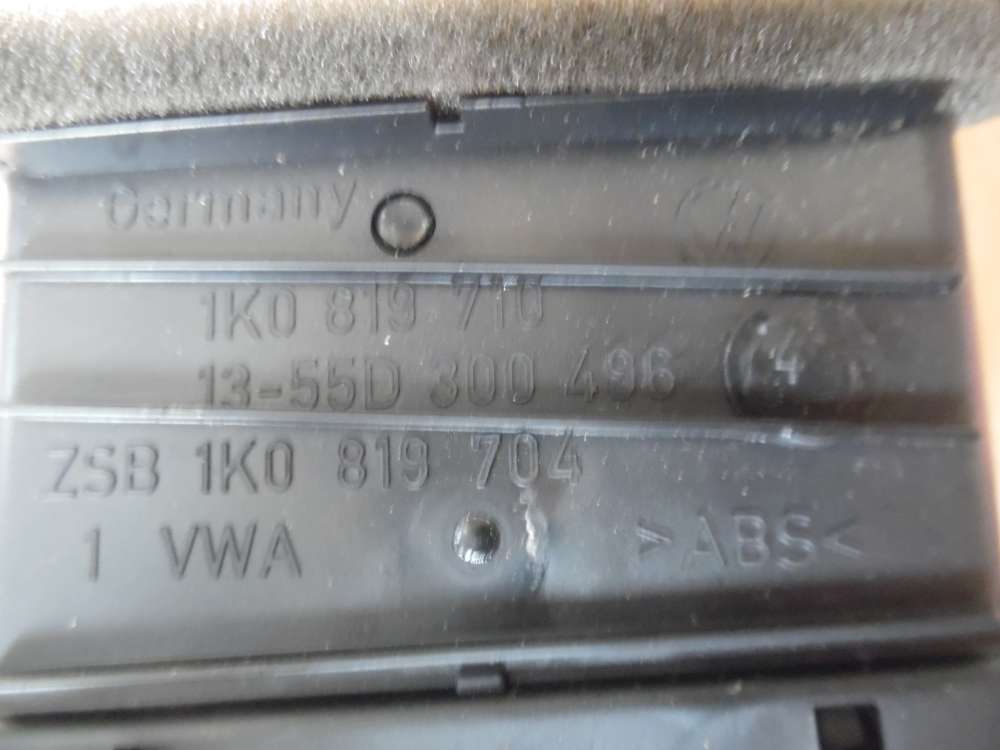 Germany
1K0 819 710
13-55D 300 496
4
ZSB 1K0 819 704
1 VWA >ABS<